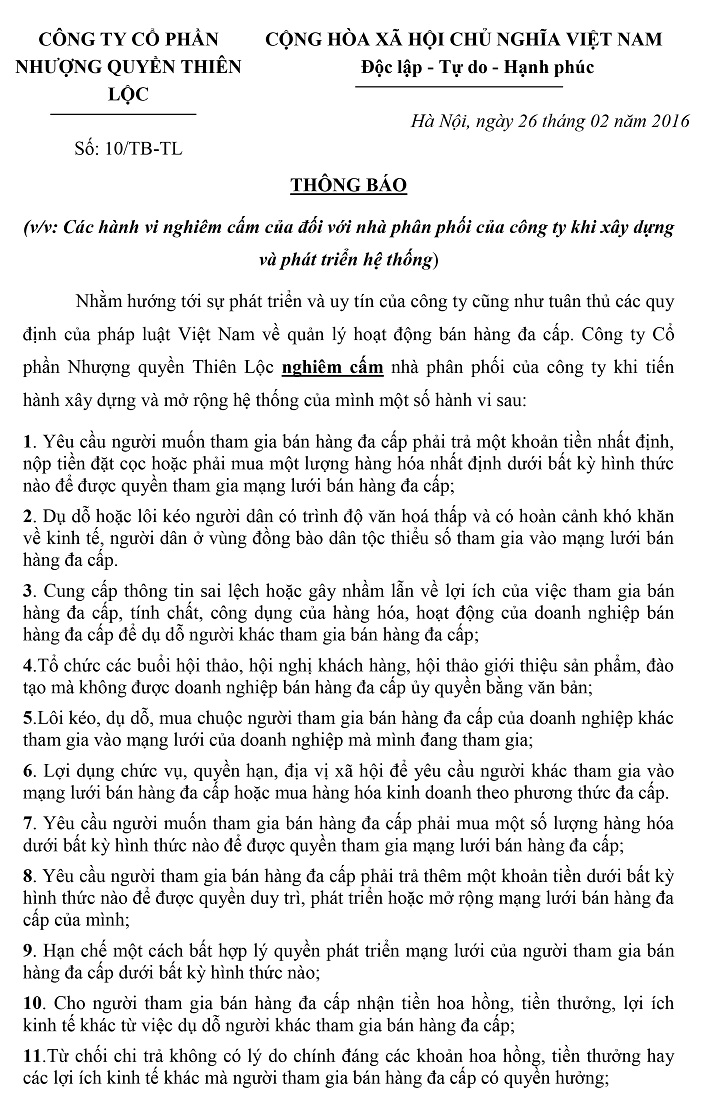 CÔNG TY CỔ PHẦN
NHƯỢNG QUYỀN THIÊN
LỘC
CỘNG HÒA XÃ HỘI CHỦ NGHĨA VIỆT NAM
Độc lập - Tự do - Hạnh phúc
Hà Nội, ngày 26 tháng 02 năm 2016
Số: 10/TB-TL
THÔNG BÁO
(v/v: Các hành vi nghiêm cấm của đối với nhà phân phối của công ty khi xây dựng
và phát triển hệ thống)
Nhằm hướng tới sự phát triển và uy tín của công ty cũng như tuân thủ các quy
định của pháp luật Việt Nam về quản lý hoạt động bán hàng đa cấp. Công ty Cổ
phần Nhượng quyền Thiên Lộc nghiêm cấm nhà phân phối của công ty khi tiến
hành xây dựng và mở rộng hệ thống của mình một số hành vi sau:
1. Yêu cầu người muốn tham gia bán hàng đa cấp phải trả một khoản tiền nhất định,
nộp tiền đặt cọc hoặc phải mua một lượng hàng hóa nhất định dưới bất kỳ hình thức
nào để được quyền tham gia mạng lưới bán hàng đa cấp;
2. Dụ dỗ hoặc lôi kéo người dân có trình độ văn hoá thấp và có hoàn cảnh khó khăn
về kinh tế, người dân ở vùng đồng bào dân tộc thiểu số tham gia vào mạng lưới bán
hàng đa cấp.
3. Cung cấp thông tin sai lệch hoặc gây nhầm lẫn về lợi ích của việc tham gia bán
hàng đa cấp, tính chất, công dụng của hàng hóa, hoạt động của doanh nghiệp bán
hàng đa cấp để dụ dỗ người khác tham gia bán hàng đa cấp;
4.Tổ chức các buổi hội thảo, hội nghị khách hàng, hội thảo giới thiệu sản phẩm, đào
tạo mà không được doanh nghiệp bán hàng đa cấp ủy quyền bằng văn bản;
5.Lôi kéo, dụ dỗ, mua chuộc người tham gia bán hàng đa cấp của doanh nghiệp khác
tham gia vào mạng lưới của doanh nghiệp mà mình đang tham gia;
6. Lợi dụng chức vụ, quyền hạn, địa vị xã hội để yêu cầu người khác tham gia vào
mạng lưới bán hàng đa cấp hoặc mua hàng hóa kinh doanh theo phương thức đa cấp.
7. Yêu cầu người muốn tham gia bán hàng đa cấp phải mua một số lượng hàng hóa
dưới bất kỳ hình thức nào để được quyền tham gia mạng lưới bán hàng đa cấp;
8. Yêu cầu người tham gia bán hàng đa cấp phải trả thêm một khoản tiền dưới bất kỳ
hình thức nào để được quyền duy trì, phát triển hoặc mở rộng mạng lưới bán hàng đa
cấp của mình;
9. Hạn chế một cách bất hợp lý quyền phát triển mạng lưới của người tham gia bán
hàng đa cấp dưới bất kỳ hình thức nào;
10. Cho người tham gia bán hàng đa cấp nhận tiền hoa hồng, tiền thưởng, lợi ích
kinh tế khác từ việc dụ dỗ người khác tham gia bán hàng đa cấp;
11.Từ chối chi trả không có lý do chính đáng các khoản hoa hồng, tiền thưởng hay
các lợi ích kinh tế khác mà người tham gia bán hàng đa cấp có quyền hưởng;